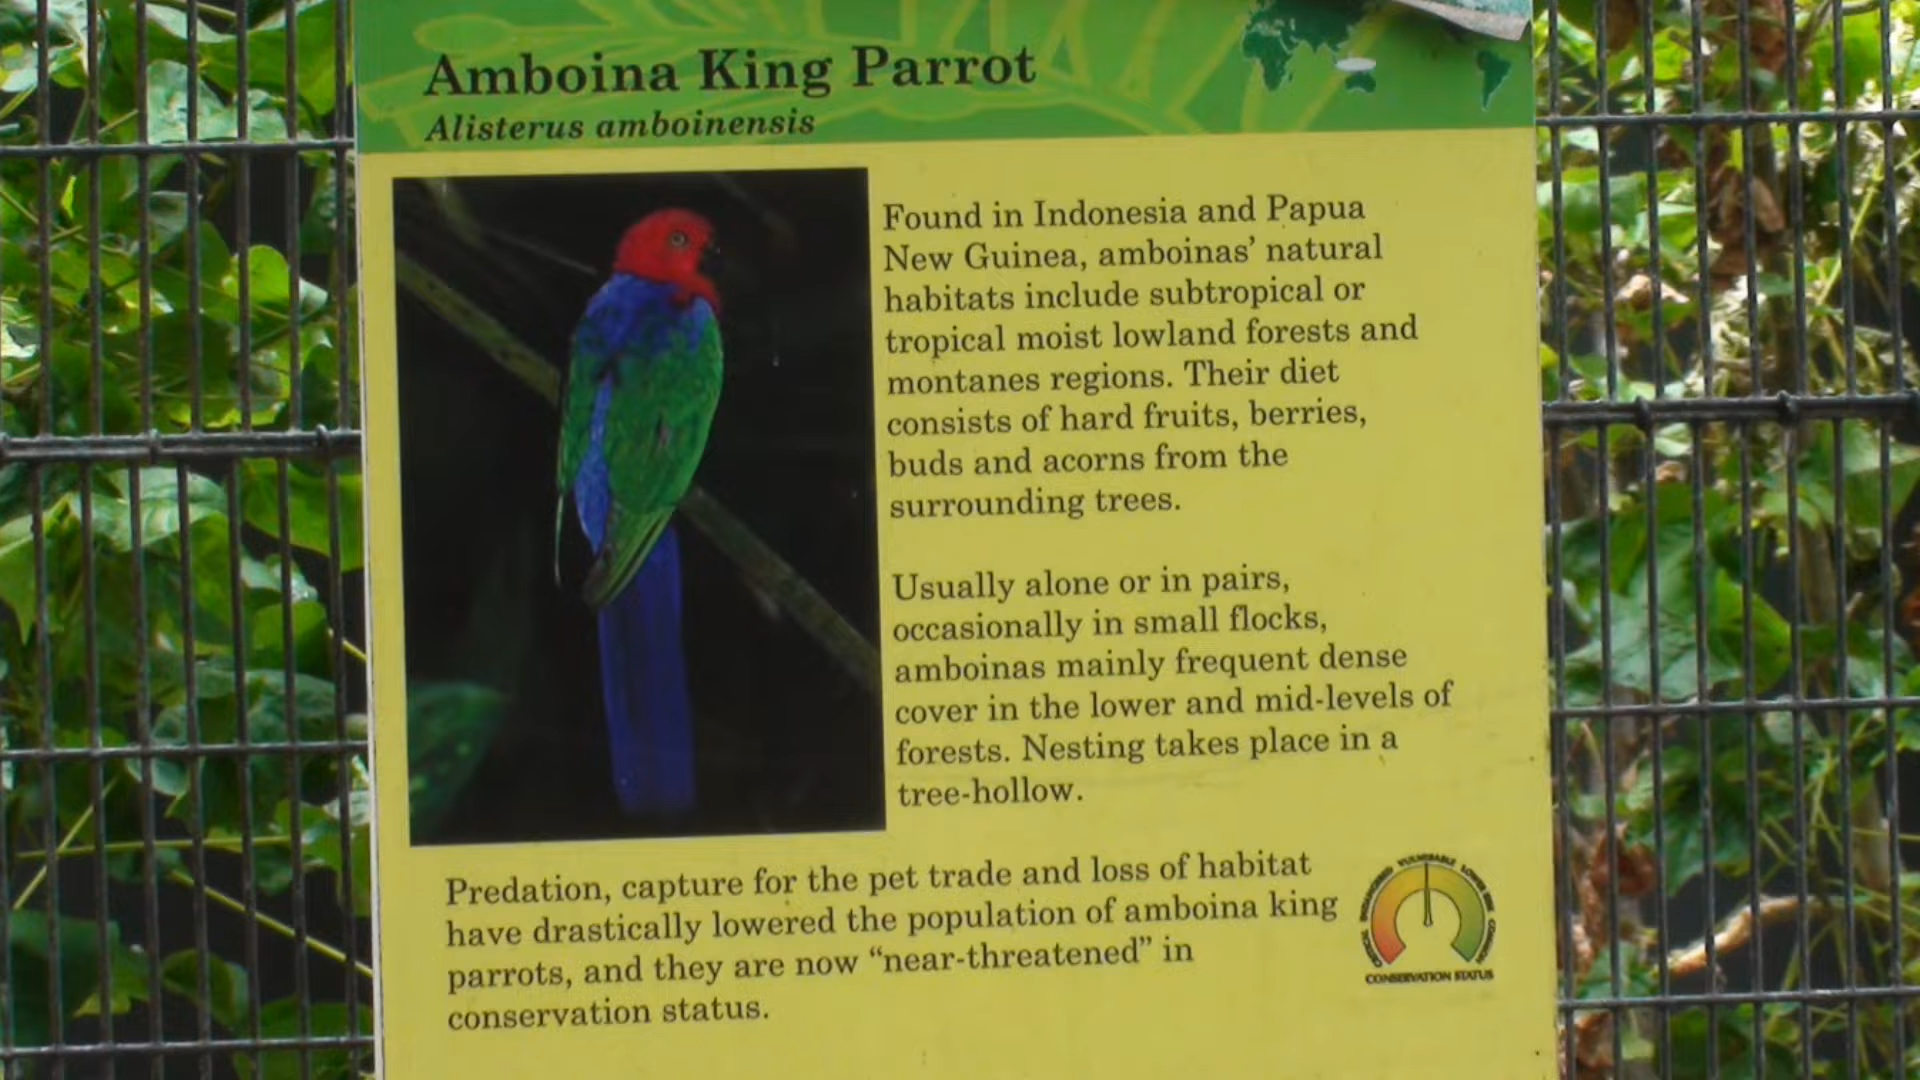 Amboina King Parrot
Alisterus amboinensis
Found in Indonesia and Papua
New Guinea, amboinas’ natural
habitats include subtropical or
tropical moist lowland forests and
montanes regions. Their diet
consists of hard fruits, berries,
buds and acorns from the
surrounding trees.
Usually alone or in pairs,
occasionally in small flocks,
amboinas mainly frequent dense
cover in the lower and mid-levels of
forests. Nesting takes place in a
tree-hollow.
Predation, capture for the pet trade and loss of habitat
have drastically lowered the population of amboina king
parrots, and they are now “near-threatened” in
conservation status.
CRITICAL ENDANGERED VULNERABLE LOWER RISK COMMON
CONSERVATION STATUS